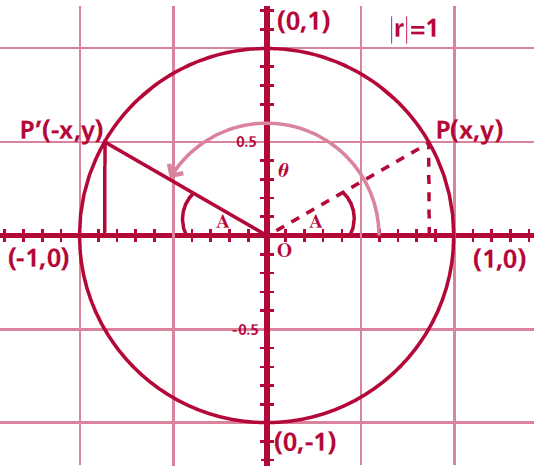 (0,1)
|r|=1
P′(-x,y)
0.5
P(x,y)
θ
A
A
O
(-1,0)
(1,0)
-0.5
(0,-1)